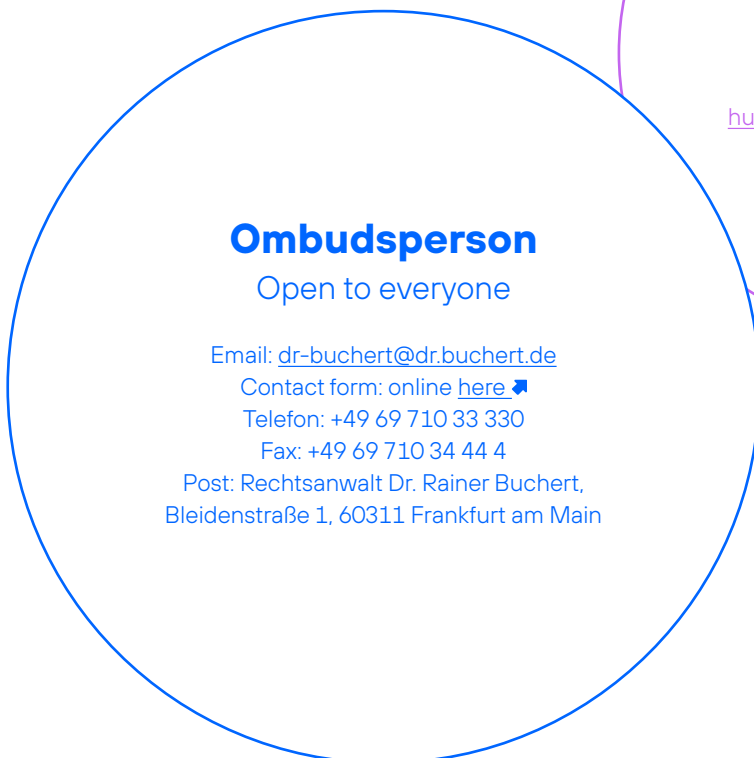 hu
Ombudsperson
Open to everyone
Email: dr-buchert@dr.buchert.de
Contact form: online here
Telefon: +49 69 710 33 330
Fax: +49 69 710 34 44 4
Post: Rechtsanwalt Dr. Rainer Buchert,
Bleidenstraße 1, 60311 Frankfurt am Main